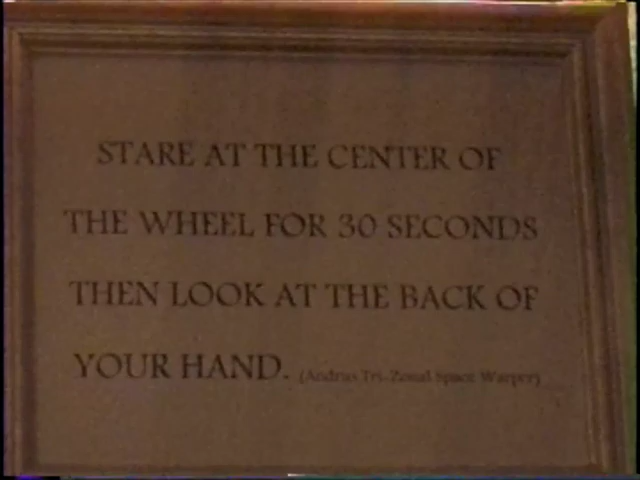 STARE AT THE CENTER OF
THE WHEEL FOR 30 SECONDS
THEN LOOK AT THE BACK OF
YOUR HAND. (Andrus Tri-Zonal Space Warper)